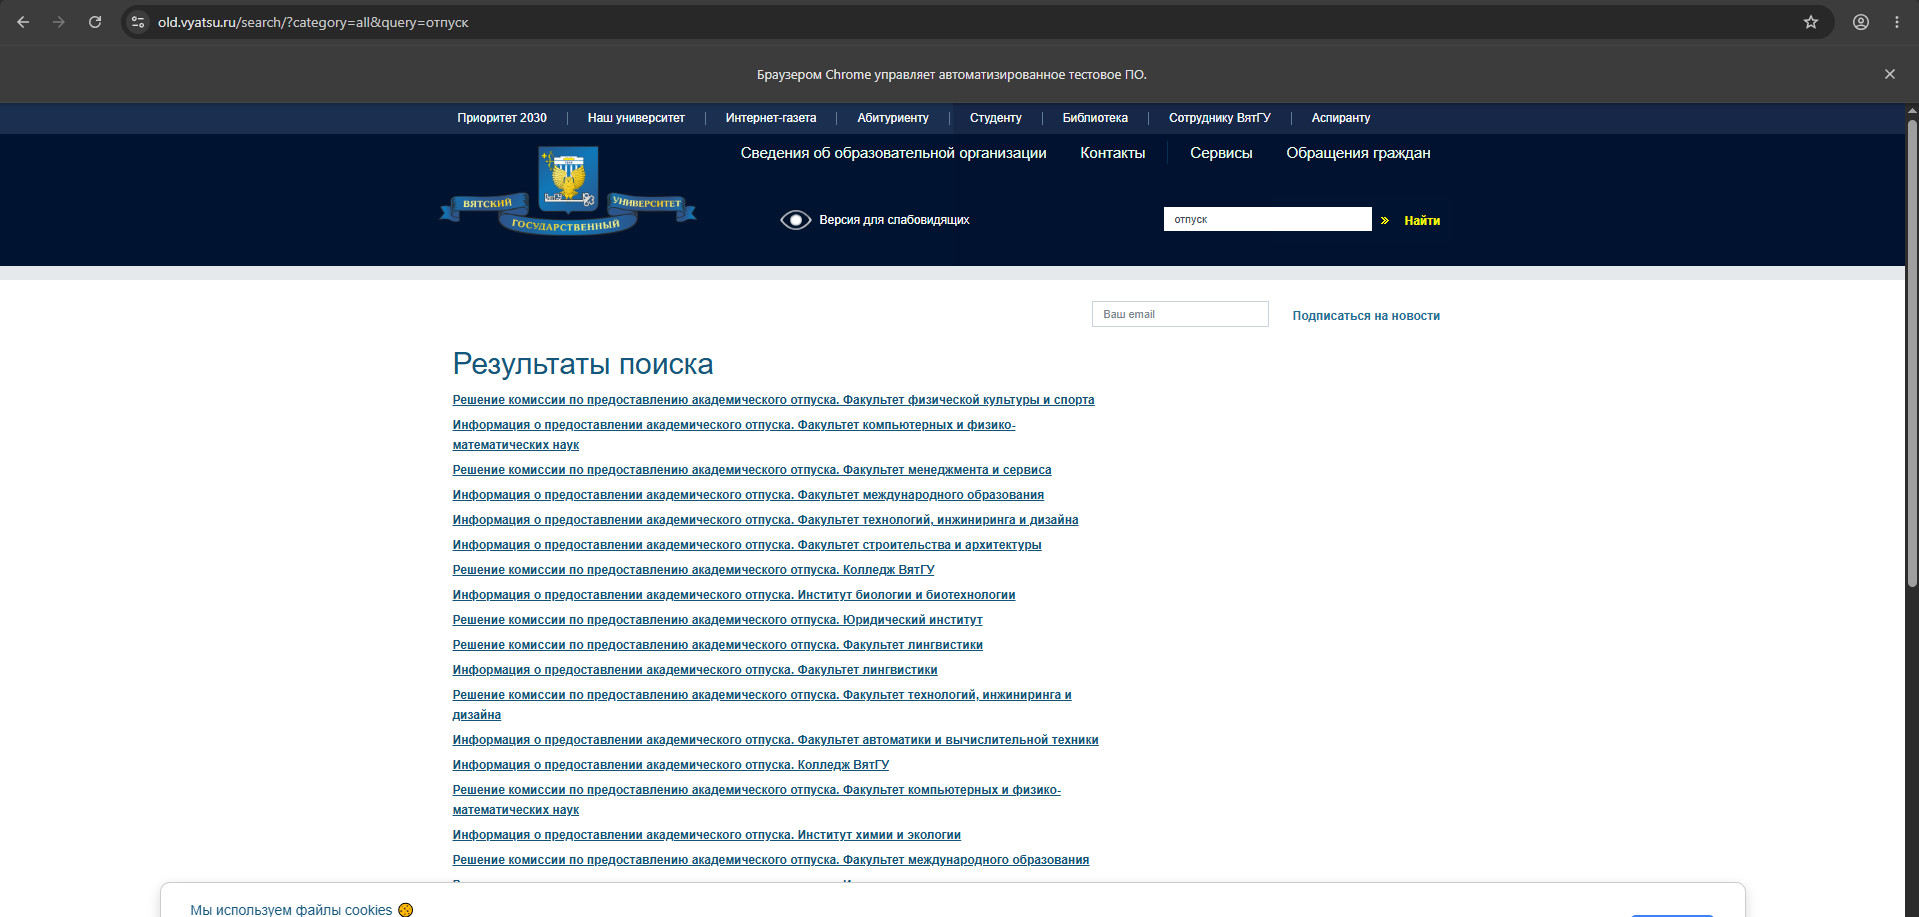 old.vyatsu.ru/search/?category=all&query=отпуск
Браузером Chrome управляет автоматизированное тестовое ПО.
Приоритет 2030
Наш университет
Интернет-газета
Абитуриенту
Студенту
Библиотека
Сотруднику ВятГУ
Аспиранту
Сведения об образовательной организации
Контакты
Сервисы
Обращения граждан
ВЯТСКИЙ
ГОСУДАРСТВЕННЫЙ
УНИВЕРСИТЕТ
Версия для слабовидящих
отпуск
» Найти
Ваш email
Подписаться на новости
Результаты поиска
Решение комиссии по предоставлению академического отпуска. Факультет физической культуры и спорта
Информация о предоставлении академического отпуска. Факультет компьютерных и физико-
математических наук
Решение комиссии по предоставлению академического отпуска. Факультет менеджмента и сервиса
Информация о предоставлении академического отпуска. Факультет международного образования
Информация о предоставлении академического отпуска. Факультет технологий, инжиниринга и дизайна
Информация о предоставлении академического отпуска. Факультет строительства и архитектуры
Решение комиссии по предоставлению академического отпуска. Колледж ВятГУ
Информация о предоставлении академического отпуска. Институт биологии и биотехнологии
Решение комиссии по предоставлению академического отпуска. Юридический институт
Решение комиссии по предоставлению академического отпуска. Факультет лингвистики
Информация о предоставлении академического отпуска. Факультет лингвистики
Решение комиссии по предоставлению академического отпуска. Факультет технологий, инжиниринга и
дизайна
Информация о предоставлении академического отпуска. Факультет автоматики и вычислительной техники
Информация о предоставлении академического отпуска. Колледж ВятГУ
Решение комиссии по предоставлению академического отпуска. Факультет компьютерных и физико-
математических наук
Информация о предоставлении академического отпуска. Институт химии и экологии
Решение комиссии по предоставлению академического отпуска. Факультет международного образования
Мы используем файлы cookies